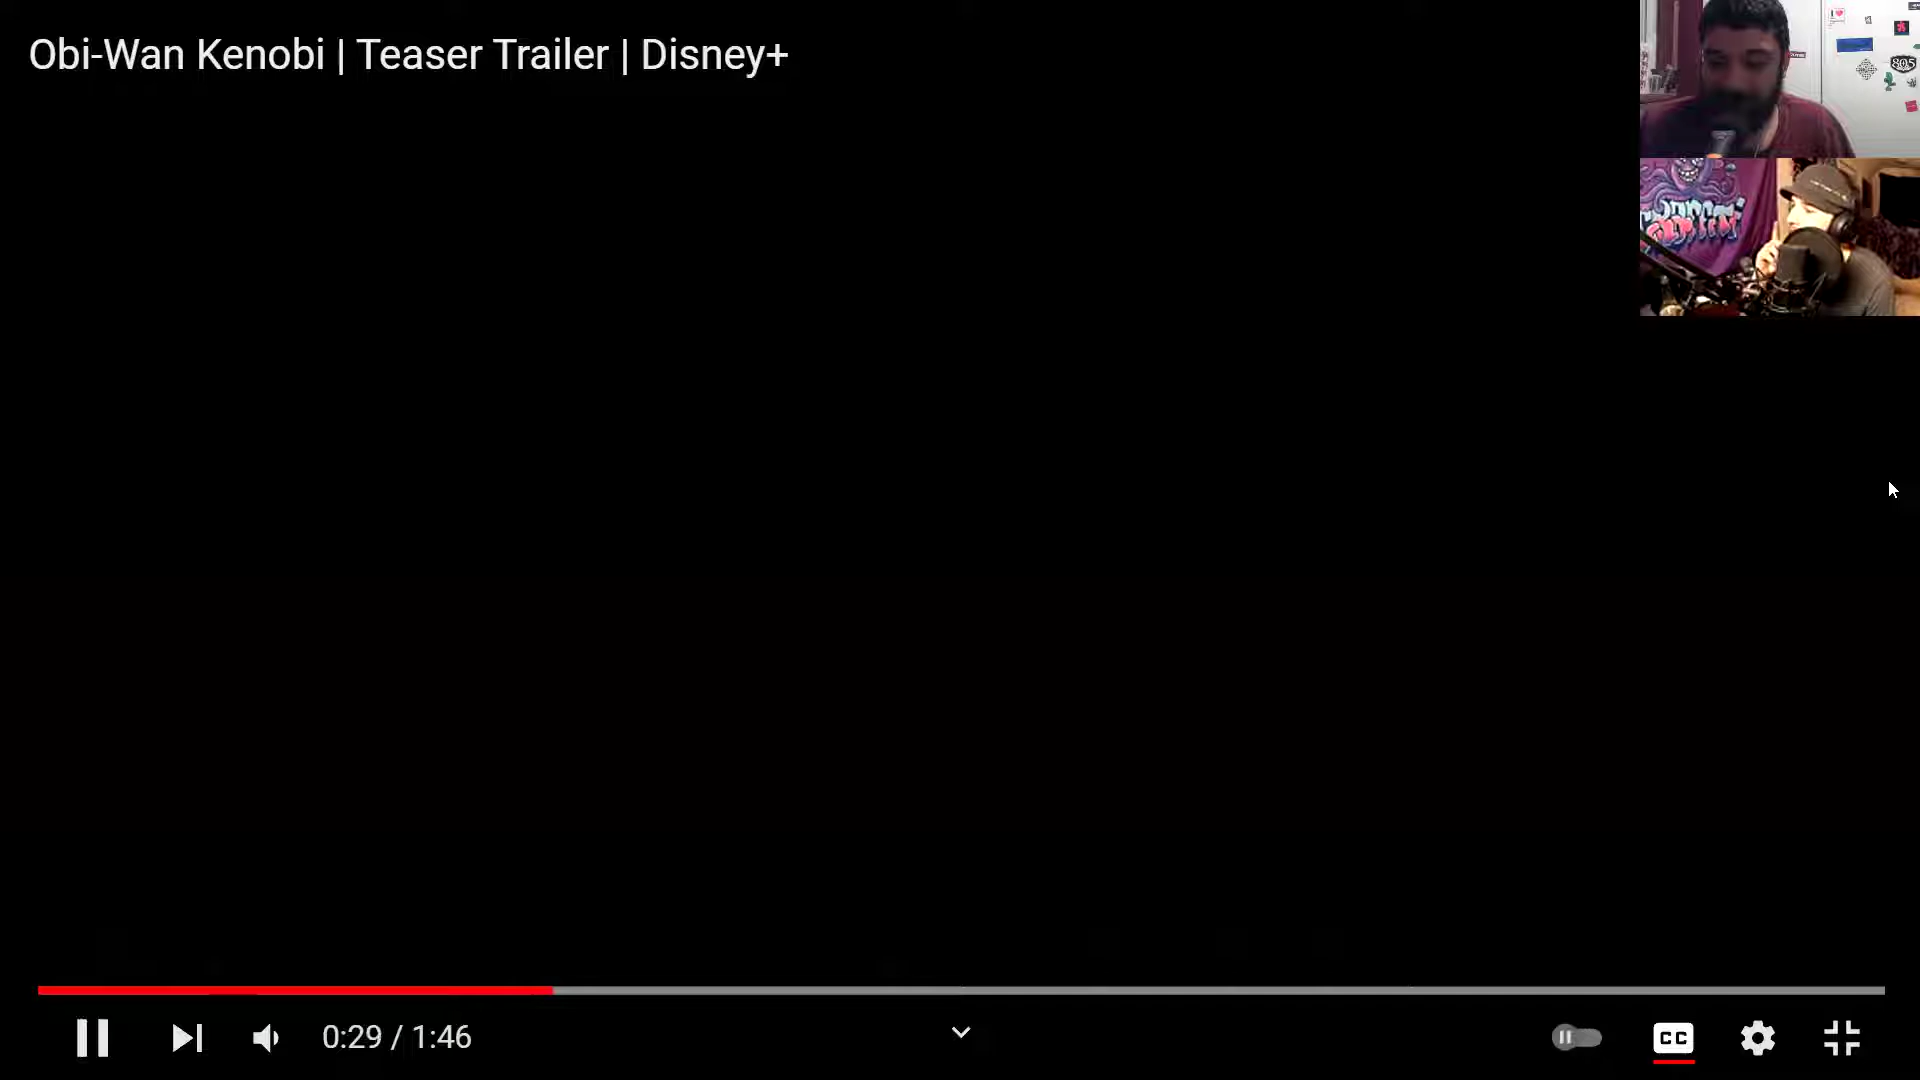 Obi-Wan Kenobi | Teaser Trailer | Disney+
I
805
0:29 / 1:46
CC